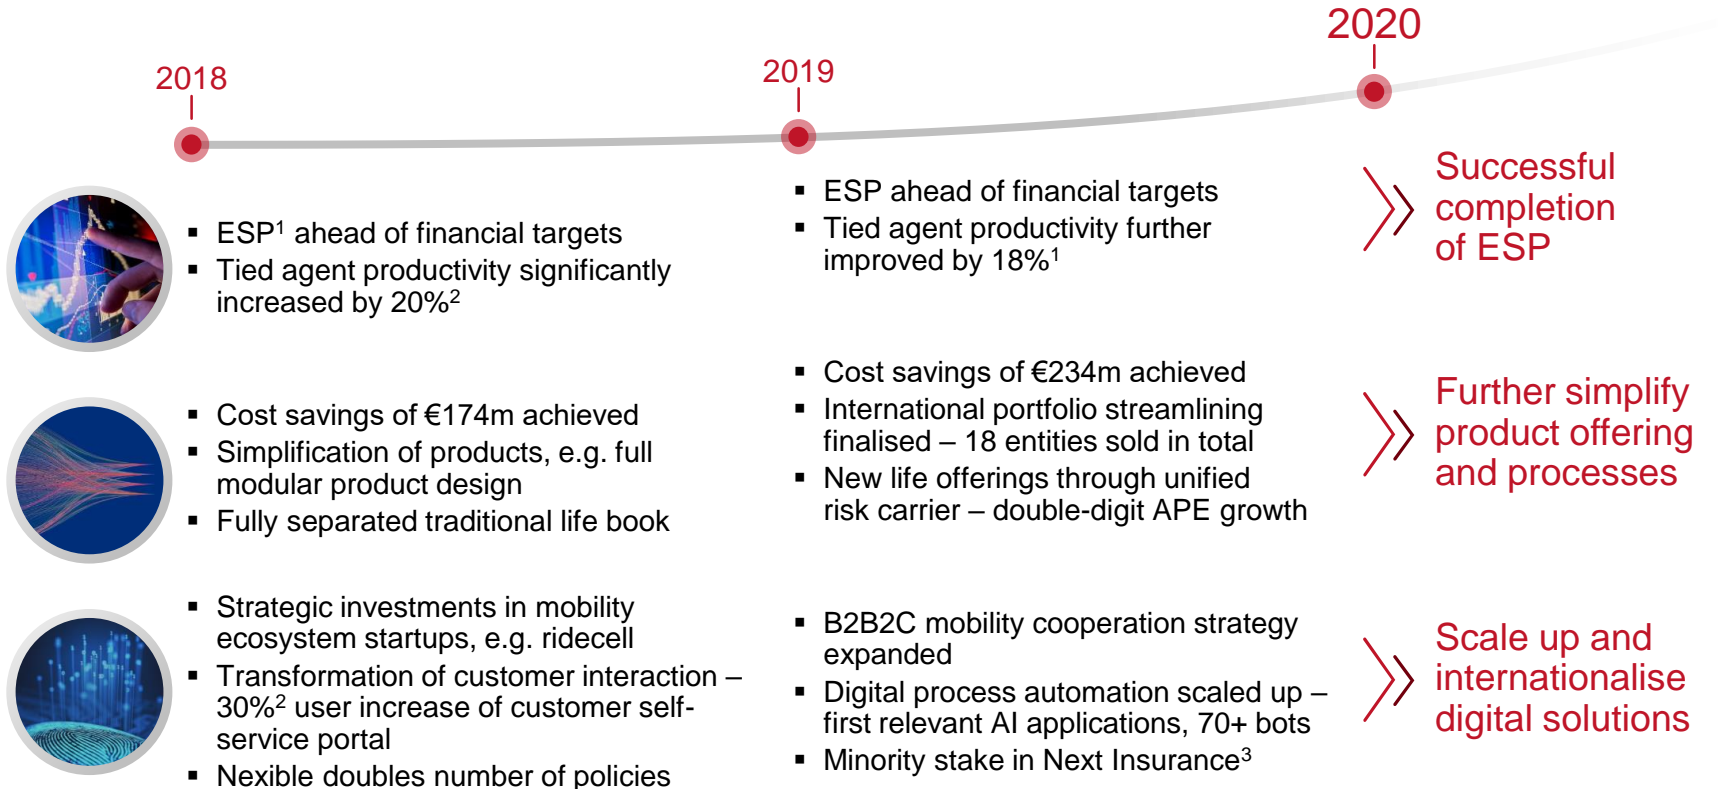 2018
2019
2020
▪ ESP¹ ahead of financial targets
▪ Tied agent productivity significantly
increased by 20%²
▪ ESP ahead of financial targets
▪ Tied agent productivity further
improved by 18%¹
Successful
completion
of ESP
▪ Cost savings of €174m achieved
▪ Simplification of products, e.g. full
modular product design
▪ Fully separated traditional life book
▪ Cost savings of €234m achieved
▪ International portfolio streamlining
finalised – 18 entities sold in total
▪ New life offerings through unified
risk carrier – double-digit APE growth
Further simplify
product offering
and processes
▪ Strategic investments in mobility
ecosystem startups, e.g. ridecell
▪ Transformation of customer interaction –
30%² user increase of customer self-
service portal
▪ Nexible doubles number of policies
▪ B2B2C mobility cooperation strategy
expanded
▪ Digital process automation scaled up –
first relevant AI applications, 70+ bots
▪ Minority stake in Next Insurance³
Scale up and
internationalise
digital solutions